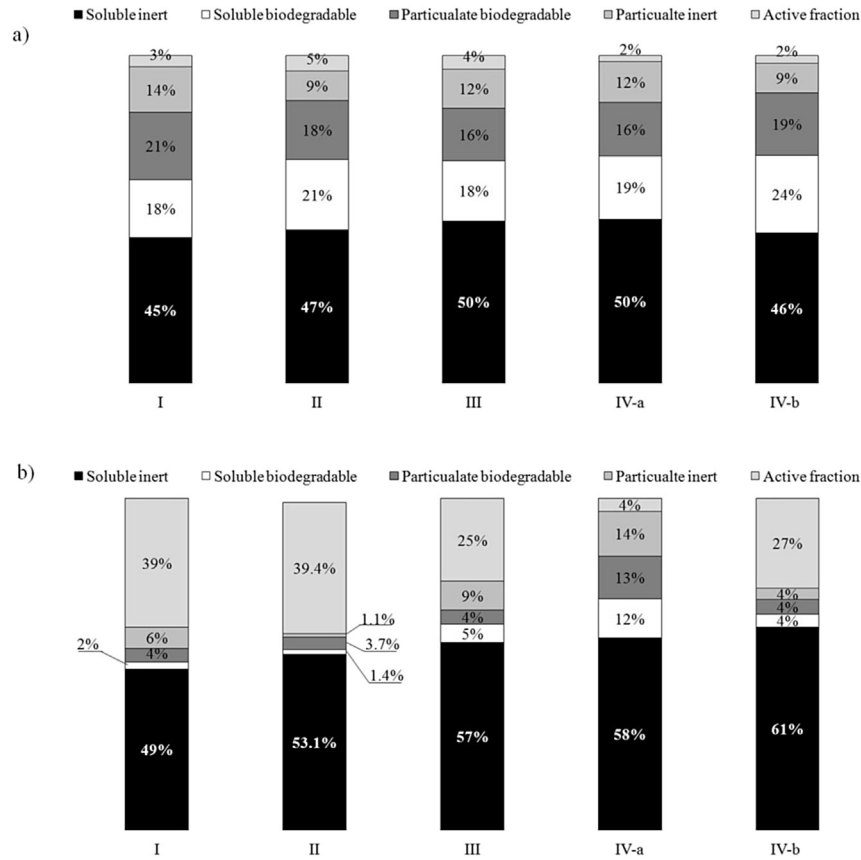 Soluble inert Soluble biodegradable Particualate biodegradable Particualte inert Active fraction
a)
3% 5% 4% 2% 2%
14% 9% 12% 12% 9%
21% 18% 16% 16% 19%
18% 21% 18% 19% 24%
45% 47% 50% 50% 46%
I II III IV-a IV-b
b)
Soluble inert Soluble biodegradable Particualate biodegradable Particualte inert Active fraction
39% 39.4% 25% 4% 27%
6% 1.1% 9% 14% 4%
4% 3.7% 4% 13% 4%
2% 1.4% 5% 12% 4%
49% 53.1% 57% 58% 61%
I II III IV-a IV-b